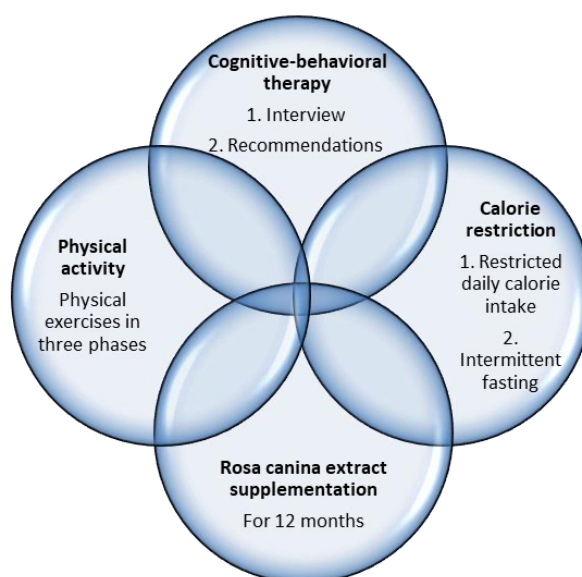 Cognitive-behavioral
therapy
1. Interview
2. Recommendations
Physical
activity
Physical
exercises in
three phases
Calorie
restriction
1. Restricted
daily calorie
intake
2.
Intermittent
fasting
Rosa canina extract
supplementation
For 12 months